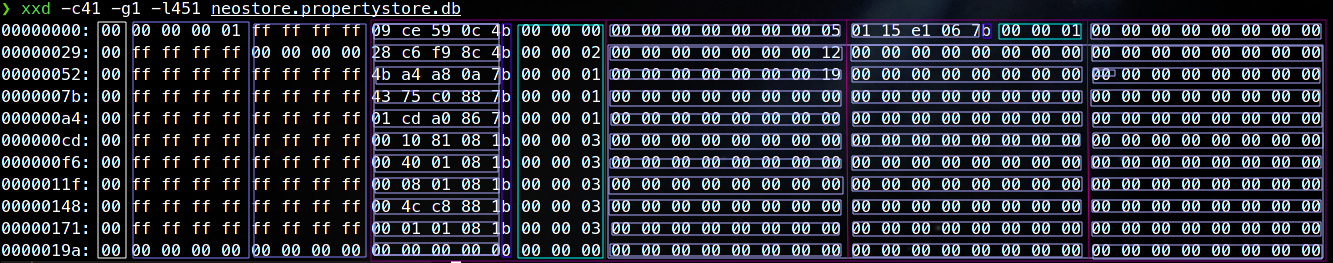 ❯ xxd -c41 -g1 -l451 neostore.propertystore.db
00000000: 00 00 00 00 01 ff ff ff ff 09 ce 59 0c 4b 00 00 00 00 00 00 00 00 00 00 05 01 15 e1 06 7b 00 00 01 00 00 00 00 00 00 00 00
00000029: 00 ff ff ff ff 00 00 00 00 28 c6 f9 8c 4b 00 00 02 00 00 00 00 00 00 00 12 00 00 00 00 00 00 00 00 00 00 00 00 00 00 00 00
00000052: 00 ff ff ff ff ff ff ff ff 4b a4 a8 0a 7b 00 00 01 00 00 00 00 00 00 00 19 00 00 00 00 00 00 00 00 00 00 00 00 00 00 00 00
0000007b: 00 ff ff ff ff ff ff ff ff 43 75 c0 88 7b 00 00 01 00 00 00 00 00 00 00 00 00 00 00 00 00 00 00 00 00 00 00 00 00 00 00 00
000000a4: 00 ff ff ff ff ff ff ff ff 01 cd a0 86 7b 00 00 01 00 00 00 00 00 00 00 00 00 00 00 00 00 00 00 00 00 00 00 00 00 00 00 00
000000cd: 00 ff ff ff ff ff ff ff ff 00 10 81 08 1b 00 00 03 00 00 00 00 00 00 00 00 00 00 00 00 00 00 00 00 00 00 00 00 00 00 00 00
000000f6: 00 ff ff ff ff ff ff ff ff 00 40 01 08 1b 00 00 03 00 00 00 00 00 00 00 00 00 00 00 00 00 00 00 00 00 00 00 00 00 00 00 00
0000011f: 00 ff ff ff ff ff ff ff ff 00 08 01 08 1b 00 00 03 00 00 00 00 00 00 00 00 00 00 00 00 00 00 00 00 00 00 00 00 00 00 00 00
00000148: 00 ff ff ff ff ff ff ff ff 00 4c c8 88 1b 00 00 03 00 00 00 00 00 00 00 00 00 00 00 00 00 00 00 00 00 00 00 00 00 00 00 00
00000171: 00 ff ff ff ff ff ff ff ff 00 01 01 08 1b 00 00 03 00 00 00 00 00 00 00 00 00 00 00 00 00 00 00 00 00 00 00 00 00 00 00 00
0000019a: 00 00 00 00 00 00 00 00 00 00 00 00 00 00 00 00 00 00 00 00 00 00 00 00 00 00 00 00 00 00 00 00 00 00 00 00 00 00 00 00 00